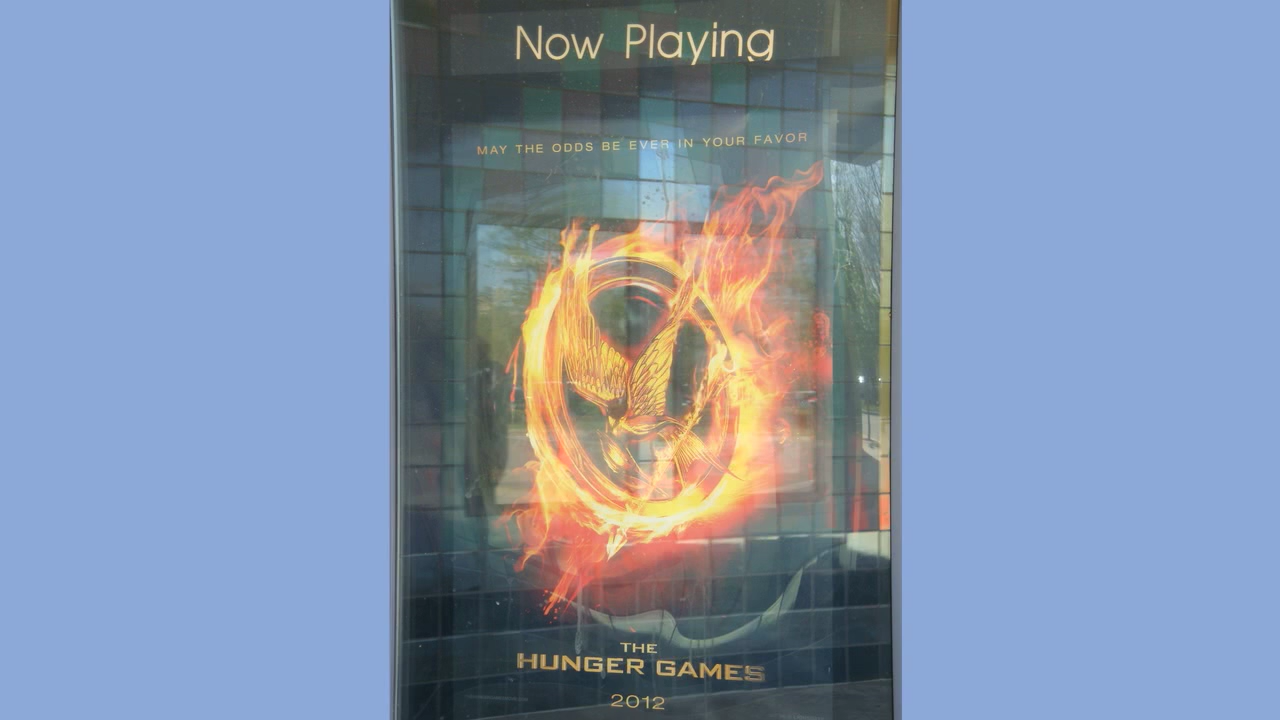 Now Playing
MAY THE ODDS BE EVER IN YOUR FAVOR
THE
HUNGER GAMES
2012